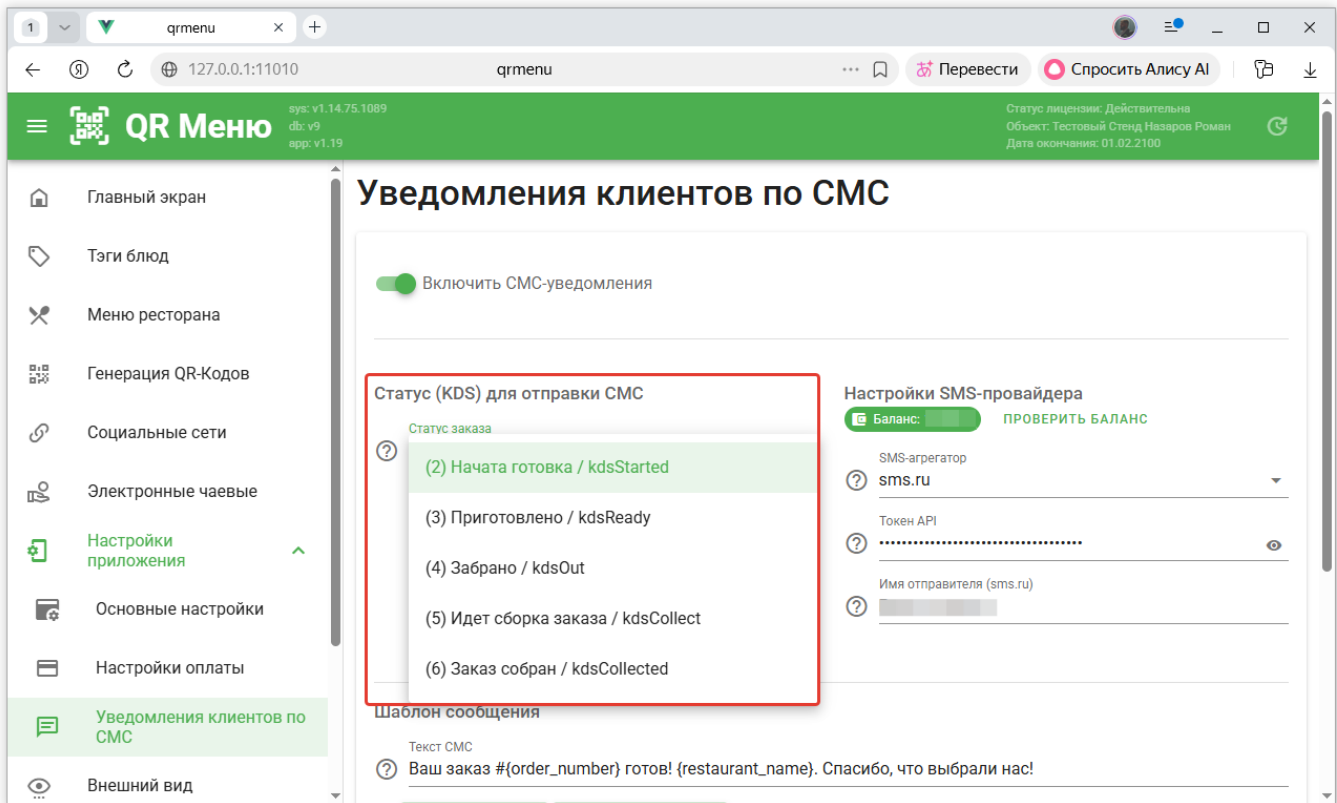 1
qrmenu
127.0.0.1:11010
qrmenu
Перевести
Спросить Алису AI
QR Меню
sys: v1.14.75.1089
db: v9
app: v1.19
Статус лицензии: Действительна
Объект: Тестовый Стенд Назаров Роман
Дата окончания: 01.02.2100
Главный экран
Тэги блюд
Меню ресторана
Генерация QR-Кодов
Социальные сети
Электронные чаевые
Настройки
приложения
Основные настройки
Настройки оплаты
Уведомления клиентов по
СМС
Внешний вид
Уведомления клиентов по СМС
Включить СМС-уведомления
Статус (KDS) для отправки СМС
Статус заказа
(2) Начата готовка / kdsStarted
(3) Приготовлено / kdsReady
(4) Забрано / kdsOut
(5) Идет сборка заказа / kdsCollect
(6) Заказ собран / kdsCollected
Настройки SMS-провайдера
Баланс:
ПРОВЕРИТЬ БАЛАНС
SMS-агрегатор
sms.ru
Токен API
Имя отправителя (sms.ru)
Шаблон сообщения
Текст СМС
Ваш заказ #{order_number} готов! {restaurant_name}. Спасибо, что выбрали нас!